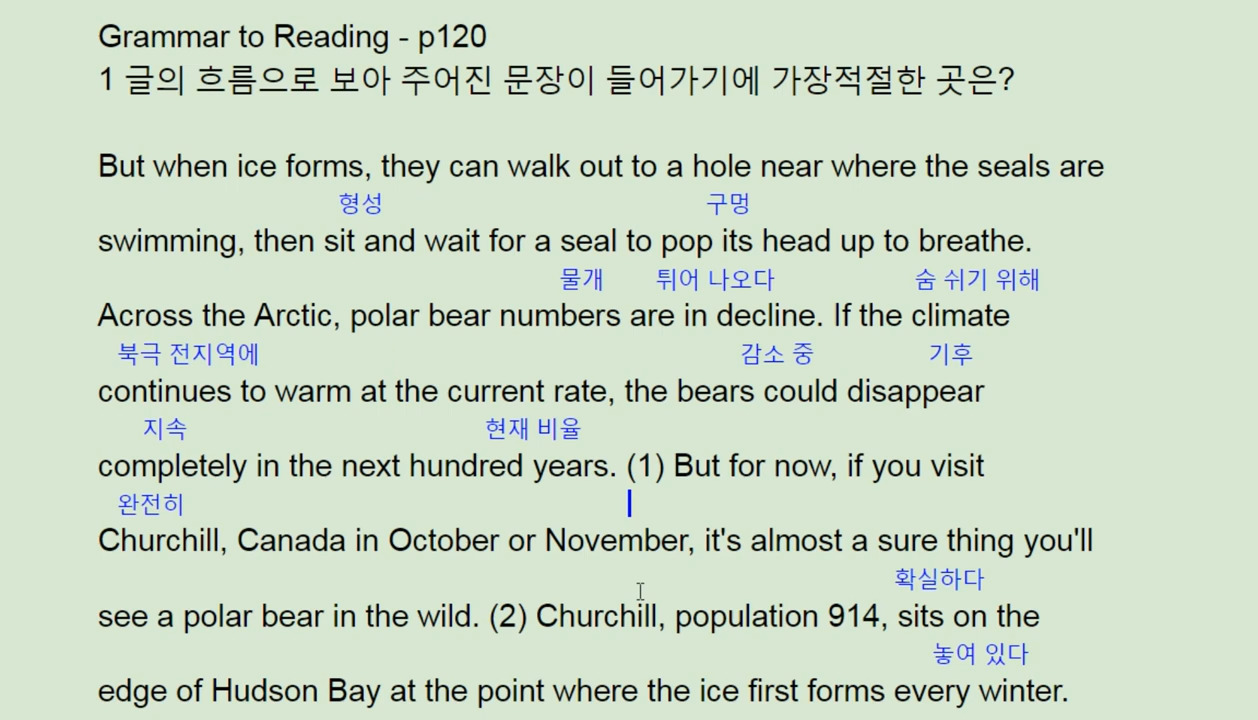 Grammar to Reading - p120
1 글의 흐름으로 보아 주어진 문장이 들어가기에 가장적절한 곳은?
But when ice forms, they can walk out to a hole near where the seals are
형성 구멍
swimming, then sit and wait for a seal to pop its head up to breathe.
물개 튀어 나오다 숨 쉬기 위해
Across the Arctic, polar bear numbers are in decline. If the climate
북극 전지역에 감소 중 기후
continues to warm at the current rate, the bears could disappear
지속 현재 비율
completely in the next hundred years. (1) But for now, if you visit
완전히
Churchill, Canada in October or November, it's almost a sure thing you'll
확실하다
see a polar bear in the wild. (2) Churchill, population 914, sits on the
놓여 있다
edge of Hudson Bay at the point where the ice first forms every winter.